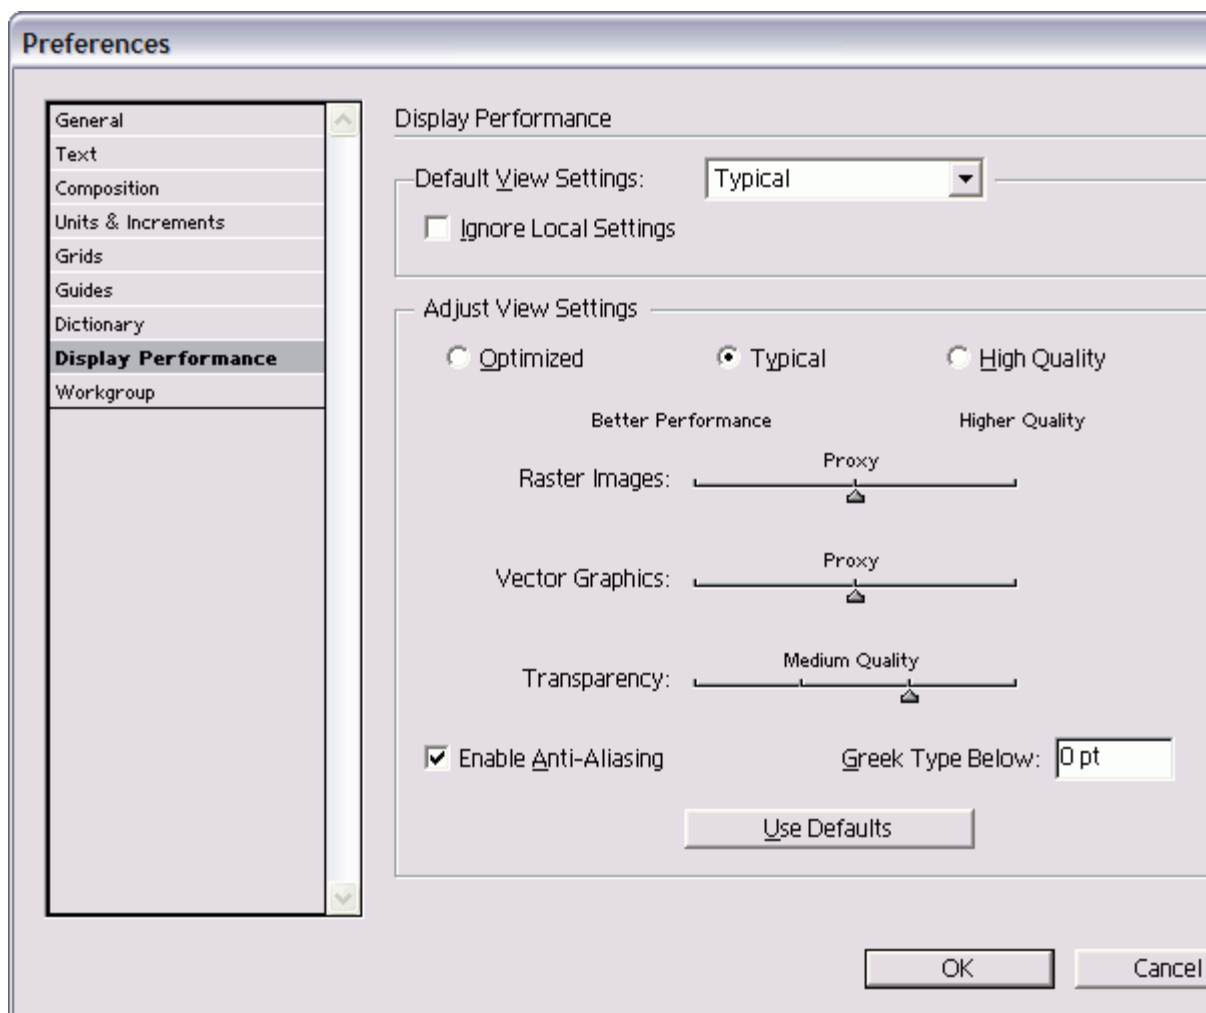 Preferences
General
Text
Composition
Units & Increments
Grids
Guides
Dictionary
Display Performance
Workgroup
Display Performance
Default View Settings: Typical
Ignore Local Settings
Adjust View Settings
Optimized Typical High Quality
Better Performance Higher Quality
Proxy
Raster Images:
Proxy
Vector Graphics:
Medium Quality
Transparency:
Enable Anti-Aliasing Greek Type Below: 0 pt
Use Defaults
OK Cancel